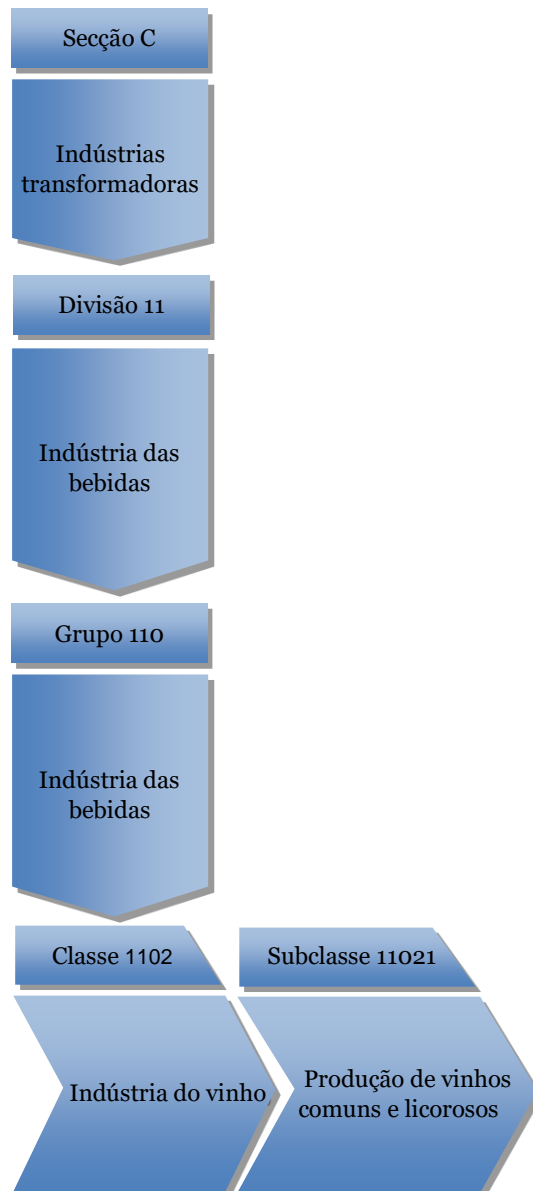 Secção C
Indústrias
transformadoras
Divisão 11
Indústria das
bebidas
Grupo 110
Indústria das
bebidas
Classe 1102
Indústria do vinho
Subclasse 11021
Produção de vinhos
comuns e licorosos